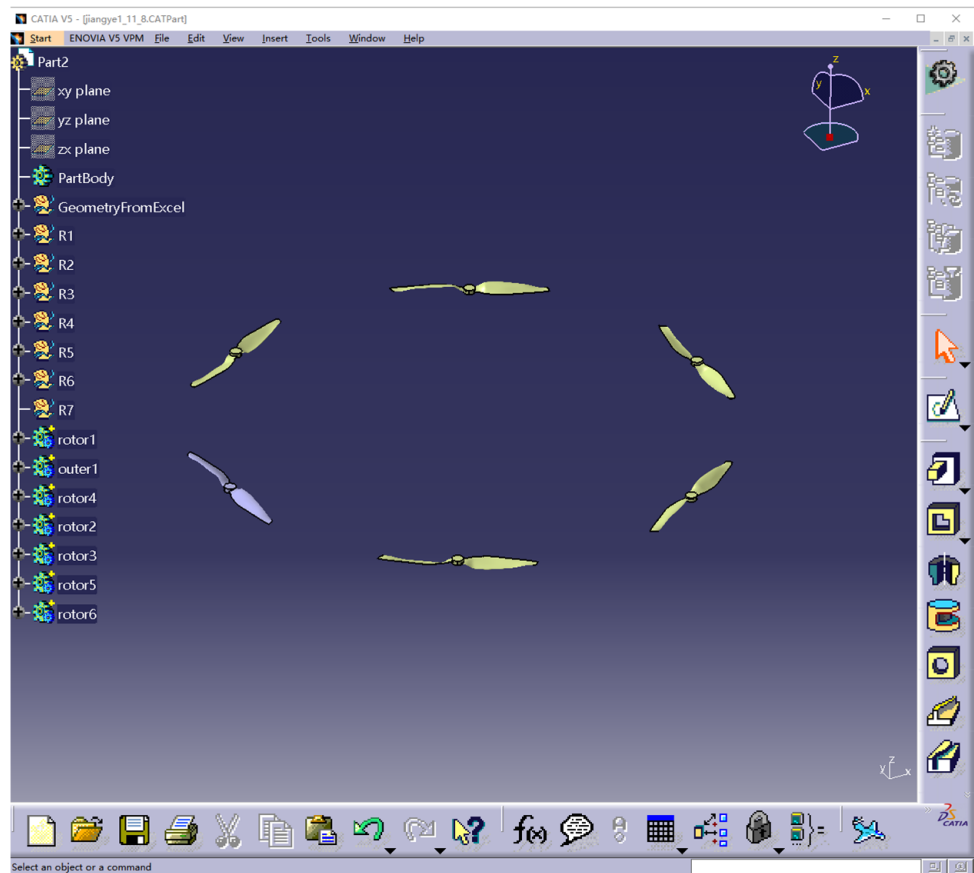 CATIA V5 - [jiangye1_11_8.CATPart]
Start ENOVIA V5 VPM File Edit View Insert Tools Window Help
Part2
xy plane
yz plane
zx plane
PartBody
GeometryFromExcel
R1
R2
R3
R4
R5
R6
R7
rotor1
outer1
rotor4
rotor2
rotor3
rotor5
rotor6
z
y
x
z
y
x
f(x)
CATIA
Select an object or a command